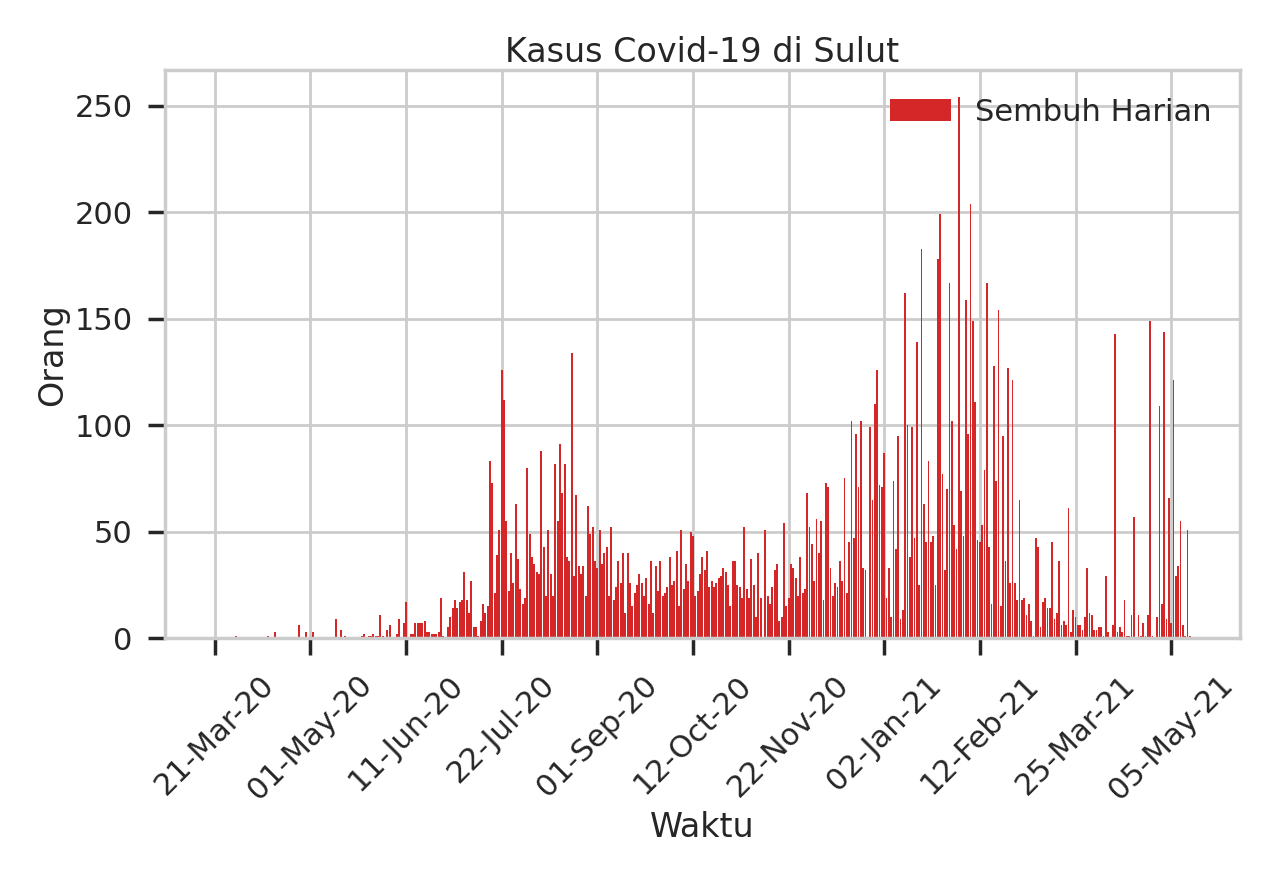 Kasus Covid-19 di Sulut
Sembuh Harian
Orang
250
200
150
100
50
0
21-Mar-20
01-May-20
11-Jun-20
22-Jul-20
01-Sep-20
12-Oct-20
22-Nov-20
02-Jan-21
12-Feb-21
25-Mar-21
05-May-21
Waktu